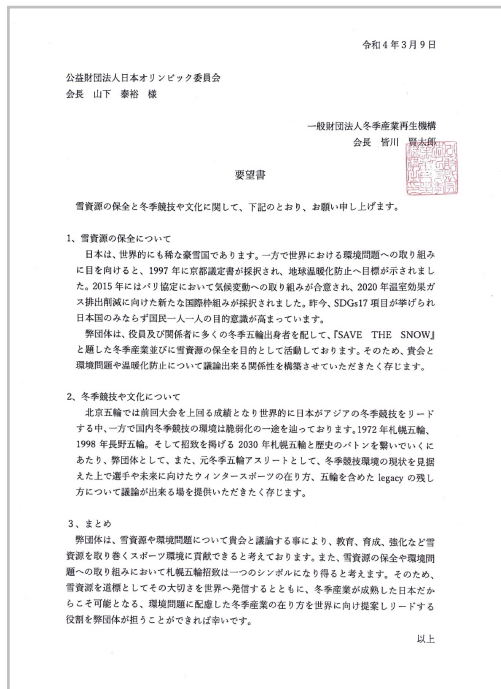 令和4年3月9日
公益財団法人日本オリンピック委員会
会長 山下 泰裕 様
一般財団法人冬季産業再生機構
会長 皆川 賢太郎
要望書
雪資源の保全と冬季競技や文化に関して、下記のとおり、お願い申し上げます。
1、雪資源の保全について
日本は、世界的にも稀な豪雪国であります。一方で世界における環境問題への取り組み
に目を向けると、1997年に京都議定書が採択され、地球温暖化防止へ目標が示されまし
た。2015年にはパリ協定において気候変動への取り組みが合意され、2020年温室効果ガ
ス排出削減に向けた新たな国際枠組みが採択されました。昨今、SDGs17項目が挙げられ
日本国のみならず国民一人一人の目的意識が高まっています。
弊団体は、役員及び関係者に多くの冬季五輪出身者を配して、『SAVE THE SNOW』
と題した冬季産業並びに雪資源の保全を目的として活動しております。そのため、貴会と
環境問題や温暖化防止について議論出来る関係性を構築させていただきたく存じます。
2、冬季競技や文化について
北京五輪では前回大会を上回る成績となり世界的に日本がアジアの冬季競技をリード
する中、一方で国内冬季競技の環境は脆弱化の一途を辿っております。1972年札幌五輪、
1998年長野五輪。そして招致を掲げる2030年札幌五輪と歴史のバトンを繋いでいくに
あたり、弊団体として、また、元冬季五輪アスリートとして、冬季競技環境の現状を見据
えた上で選手や未来に向けたウィンタースポーツの在り方、五輪を含めたlegacyの残し
方について議論が出来る場を提供いただきたく存じます。
3、まとめ
弊団体は、雪資源や環境問題について貴会と議論する事により、教育、育成、強化など雪
資源を取り巻くスポーツ環境に貢献できると考えております。また、雪資源の保全や環境問
題への取り組みにおいて札幌五輪招致は一つのシンボルになり得ると考えます。そのため、
雪資源を道標としてその大切さを世界へ発信するとともに、冬季産業が成熟した日本だか
らこそ可能となる、環境問題に配慮した冬季産業の在り方を世界に向け提案しリードする
役割を弊団体が担うことができれば幸いです。
以上